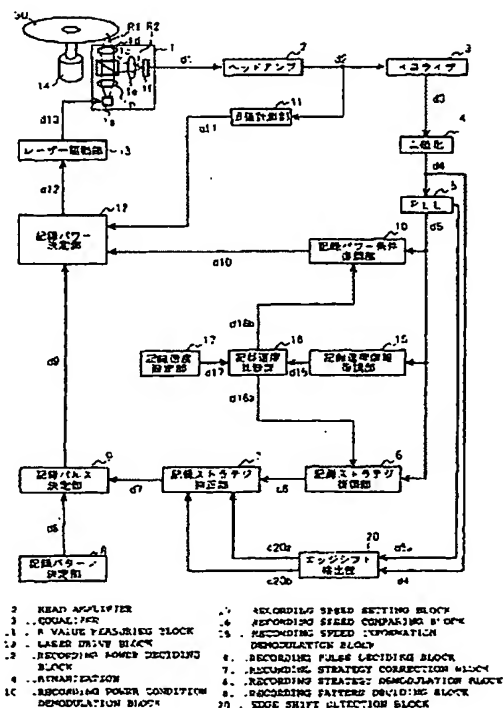 30
R1
R2
1d
1
1c
1e
1f
14
1b
1a
d1
2
ヘッドアンプ
d2
3
イコライザ
d3
4
二値化
d4
5
PLL
d5
11
d11
d13
レーザー駆動部
13
d12
12
記録パワー
決定部
10
記録パワー条件
復調部
d10
d9
d16b
17
記録速度
設定部
d17
16
記録速度
比較部
d15
15
記録速度情報
復調部
d16a
9
記録パルス
決定部
d7
7
記録ストラテジ
補正部
d6
6
記録ストラテジ
復調部
d8
8
記録パターン
決定部
d20a
d20b
20
エッジシフト
検出部
d5a
d4
2 ...HEAD AMPLIFIER
3 ...EQUALIZER
11 ...β VALUE MEASURING BLOCK
13 ...LASER DRIVE BLOCK
12 ...RECORDING POWER DECIDING
BLOCK
4 ...BINARIZATION
10 ...RECORDING POWER CONDITION
DEMODULATION BLOCK
17 ...RECORDING SPEED SETTING BLOCK
16 ...RECORDING SPEED COMPARING BLOCK
15 ...RECORDING SPEED INFORMATION
DEMODULATION BLOCK
9 ...RECORDING PULSE DECIDING BLOCK
7 ...RECORDING STRATEGY CORRECTION BLOCK
6 ...RECORDING STRATEGY DEMODULATION BLOCK
8 ...RECORDING PATTERN DECIDING BLOCK
20 ...EDGE SHIFT DETECTION BLOCK